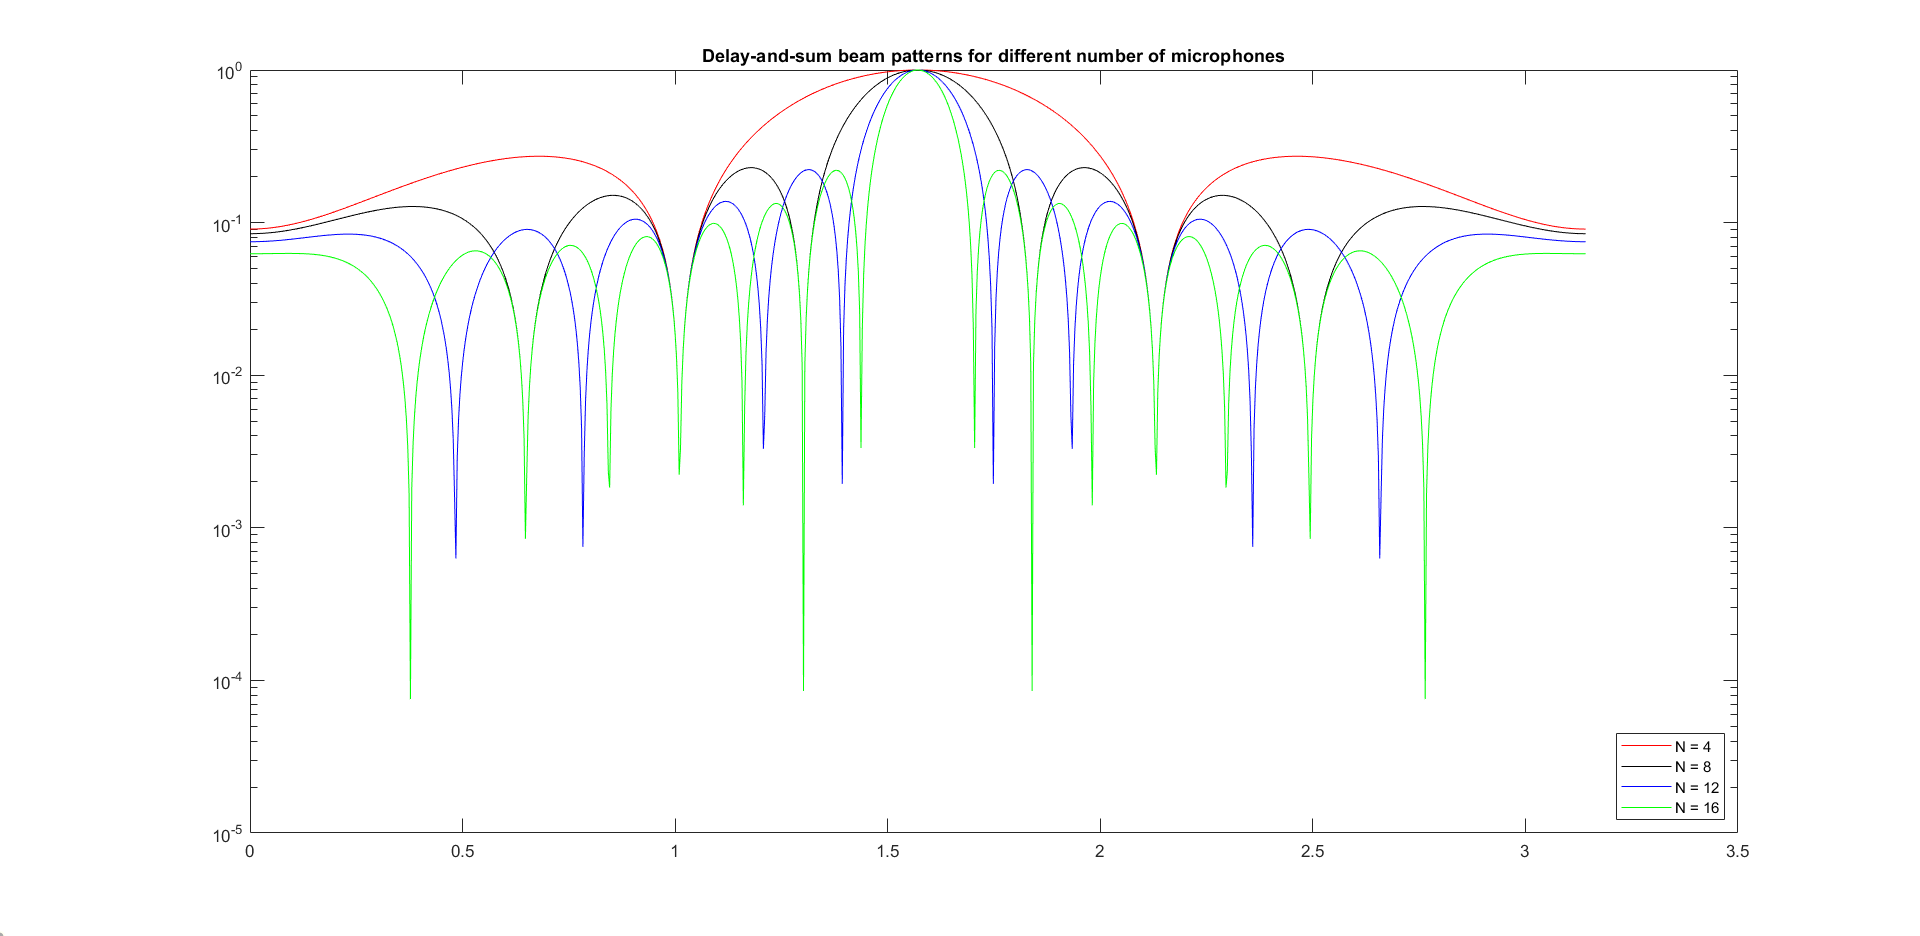 Delay-and-sum beam patterns for different number of microphones
10^0
10^-1
10^-2
10^-3
10^-4
10^-5
0 0.5 1 1.5 2 2.5 3 3.5
N = 4
N = 8
N = 12
N = 16